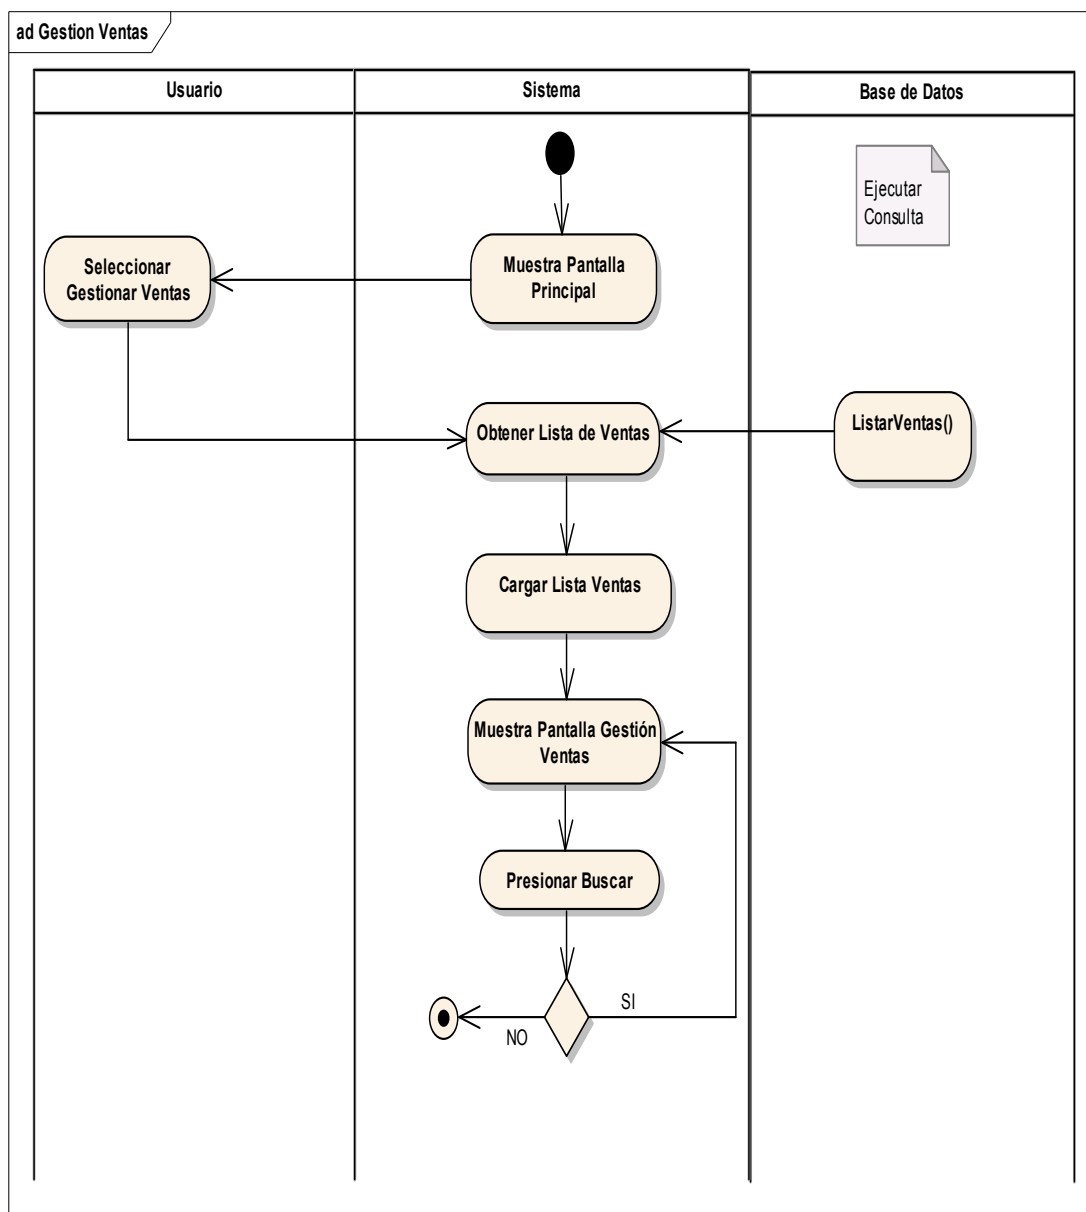 ad Gestion Ventas
Usuario
Sistema
Base de Datos
Ejecutar
Consulta
Muestra Pantalla
Principal
Seleccionar
Gestionar Ventas
Obtener Lista de Ventas
ListarVentas()
Cargar Lista Ventas
Muestra Pantalla Gestión
Ventas
Presionar Buscar
SI
NO